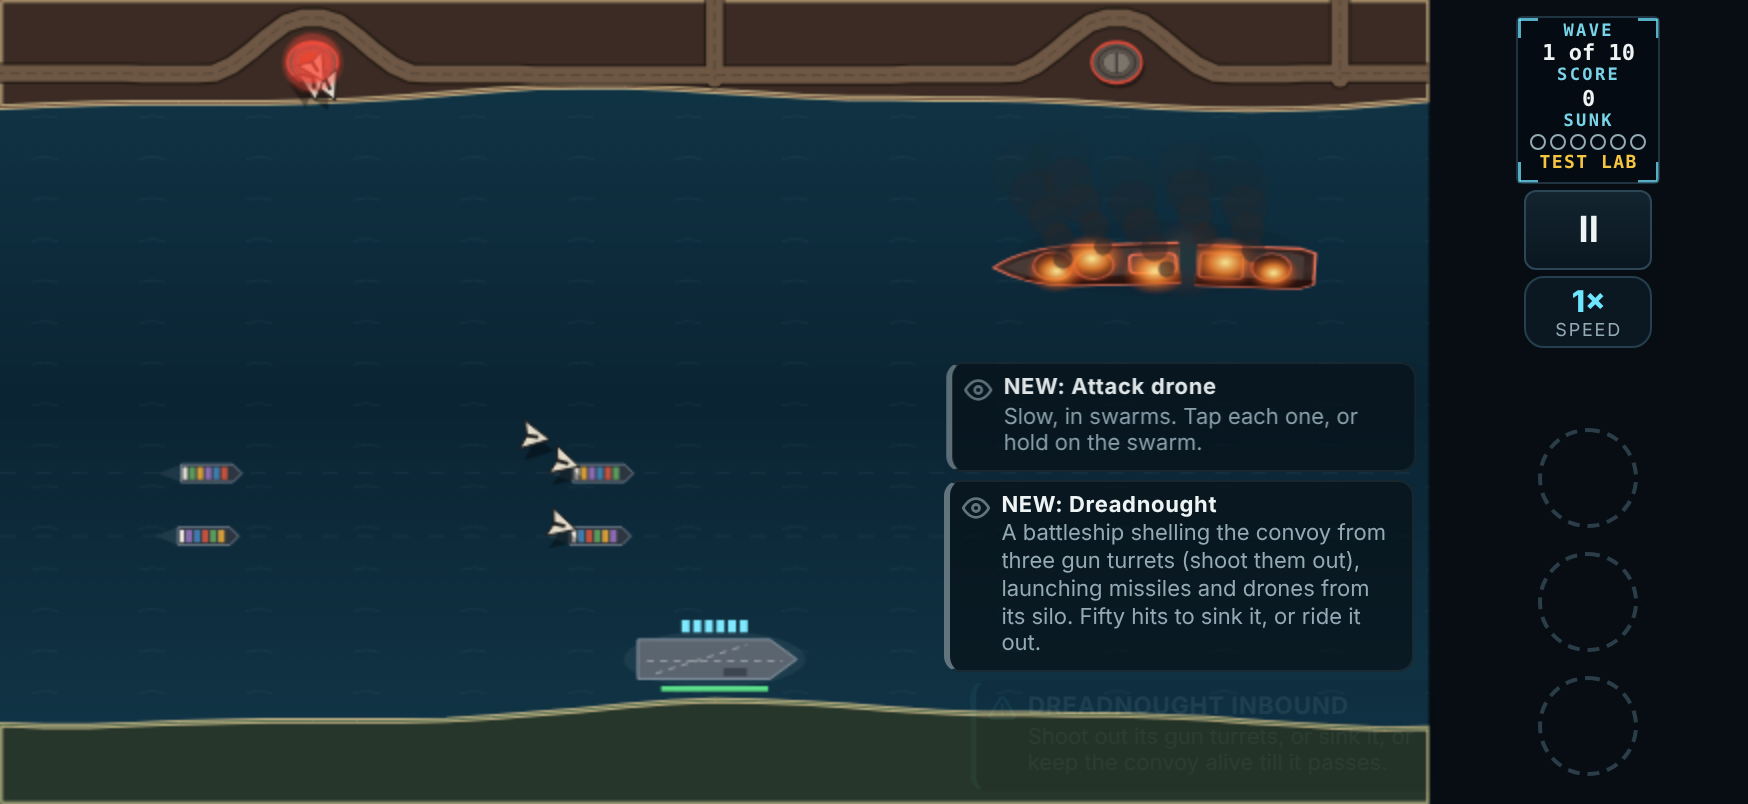 WAVE
1 of 10
SCORE
0
SUNK
TEST LAB
1×
SPEED
NEW: Attack drone
Slow, in swarms. Tap each one, or
hold on the swarm.
NEW: Dreadnought
A battleship shelling the convoy from
three gun turrets (shoot them out),
launching missiles and drones from
its silo. Fifty hits to sink it, or ride it
out.
DREADNOUGHT INBOUND
Shoot out its gun turrets, or sink it, or
keep the convoy alive till it passes.